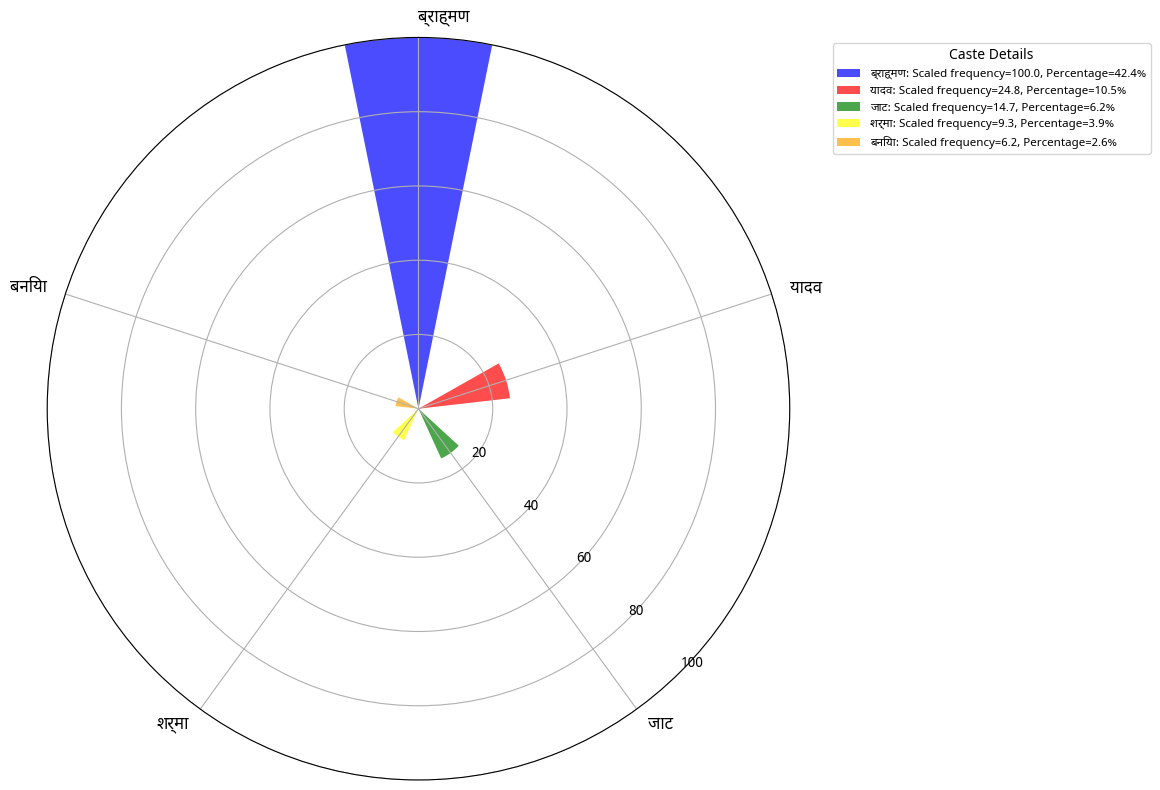 ब्राह्मण
Caste Details
ब्राह्मण: Scaled frequency=100.0, Percentage=42.4%
यादव: Scaled frequency=24.8, Percentage=10.5%
जाट: Scaled frequency=14.7, Percentage=6.2%
शर्मा: Scaled frequency=9.3, Percentage=3.9%
बनिया: Scaled frequency=6.2, Percentage=2.6%
बनिया
यादव
20
40
60
80
100
शर्मा
जाट